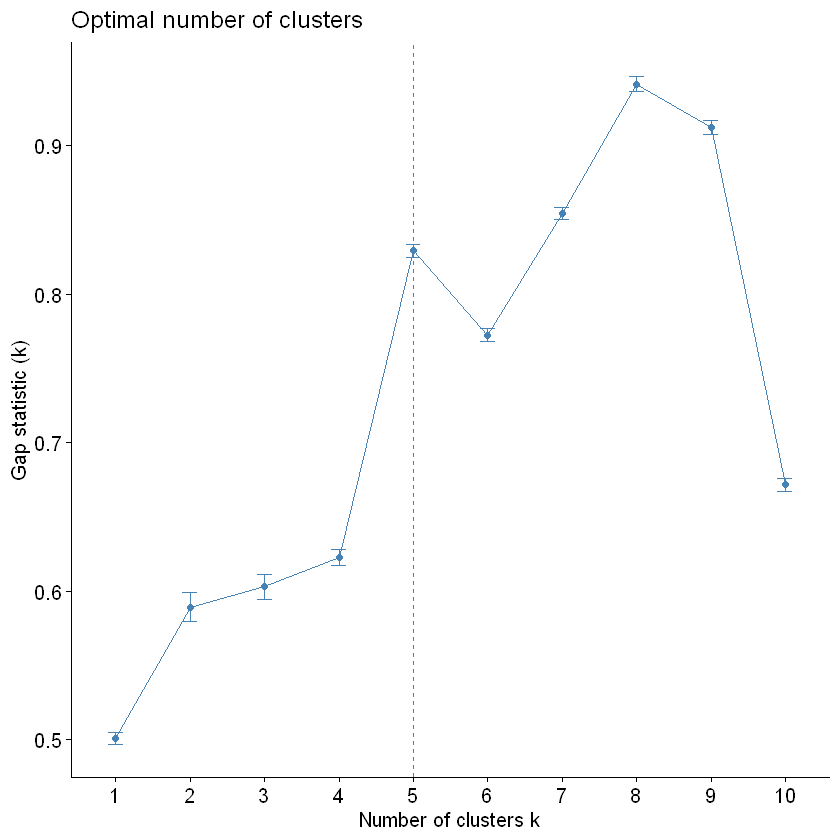 Optimal number of clusters
Gap statistic (k)
0.9
0.8
0.7
0.6
0.5
1 2 3 4 5 6 7 8 9 10
Number of clusters k